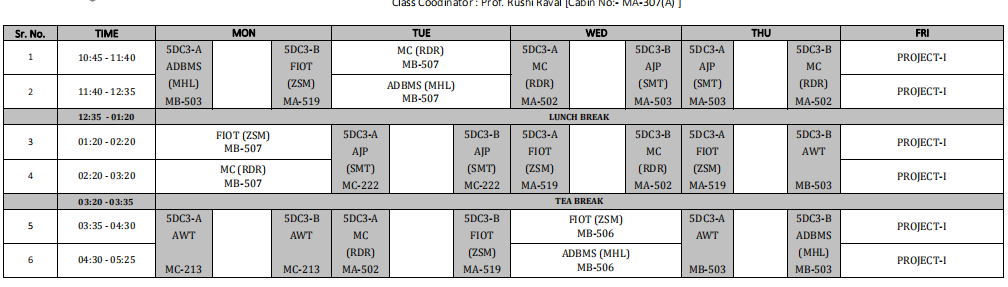 Class Coodinator : Prof. Rushi Raval [Cabin No:- MA-307(A) ]
Sr. No. TIME MON TUE WED THU FRI
1 10:45 - 11:40
2 11:40 - 12:35
5DC3-A
ADBMS
(MHL)
MB-503
5DC3-B
FIOT
(ZSM)
MA-519
MC (RDR)
MB-507
ADBMS (MHL)
MB-507
5DC3-A
MC
(RDR)
MA-502
5DC3-B
AJP
(SMT)
MA-503
5DC3-A
AJP
(SMT)
MA-503
5DC3-B
MC
(RDR)
MA-502
PROJECT-I
PROJECT-I
12:35 - 01:20 LUNCH BREAK
3 01:20 - 02:20
4 02:20 - 03:20
FIOT (ZSM)
MB-507
MC (RDR)
MB-507
5DC3-A
AJP
(SMT)
MC-222
5DC3-B
AJP
(SMT)
MC-222
5DC3-A
FIOT
(ZSM)
MA-519
5DC3-B
MC
(RDR)
MA-502
5DC3-A
FIOT
(ZSM)
MA-519
5DC3-B
AWT
MB-503
PROJECT-I
PROJECT-I
03:20 - 03:35 TEA BREAK
5 03:35 - 04:30
6 04:30 - 05:25
5DC3-A
AWT
MC-213
5DC3-B
AWT
MC-213
5DC3-A
MC
(RDR)
MA-502
5DC3-B
FIOT
(ZSM)
MA-519
FIOT (ZSM)
MB-506
ADBMS (MHL)
MB-506
5DC3-A
AWT
MB-503
5DC3-B
ADBMS
(MHL)
MB-503
PROJECT-I
PROJECT-I